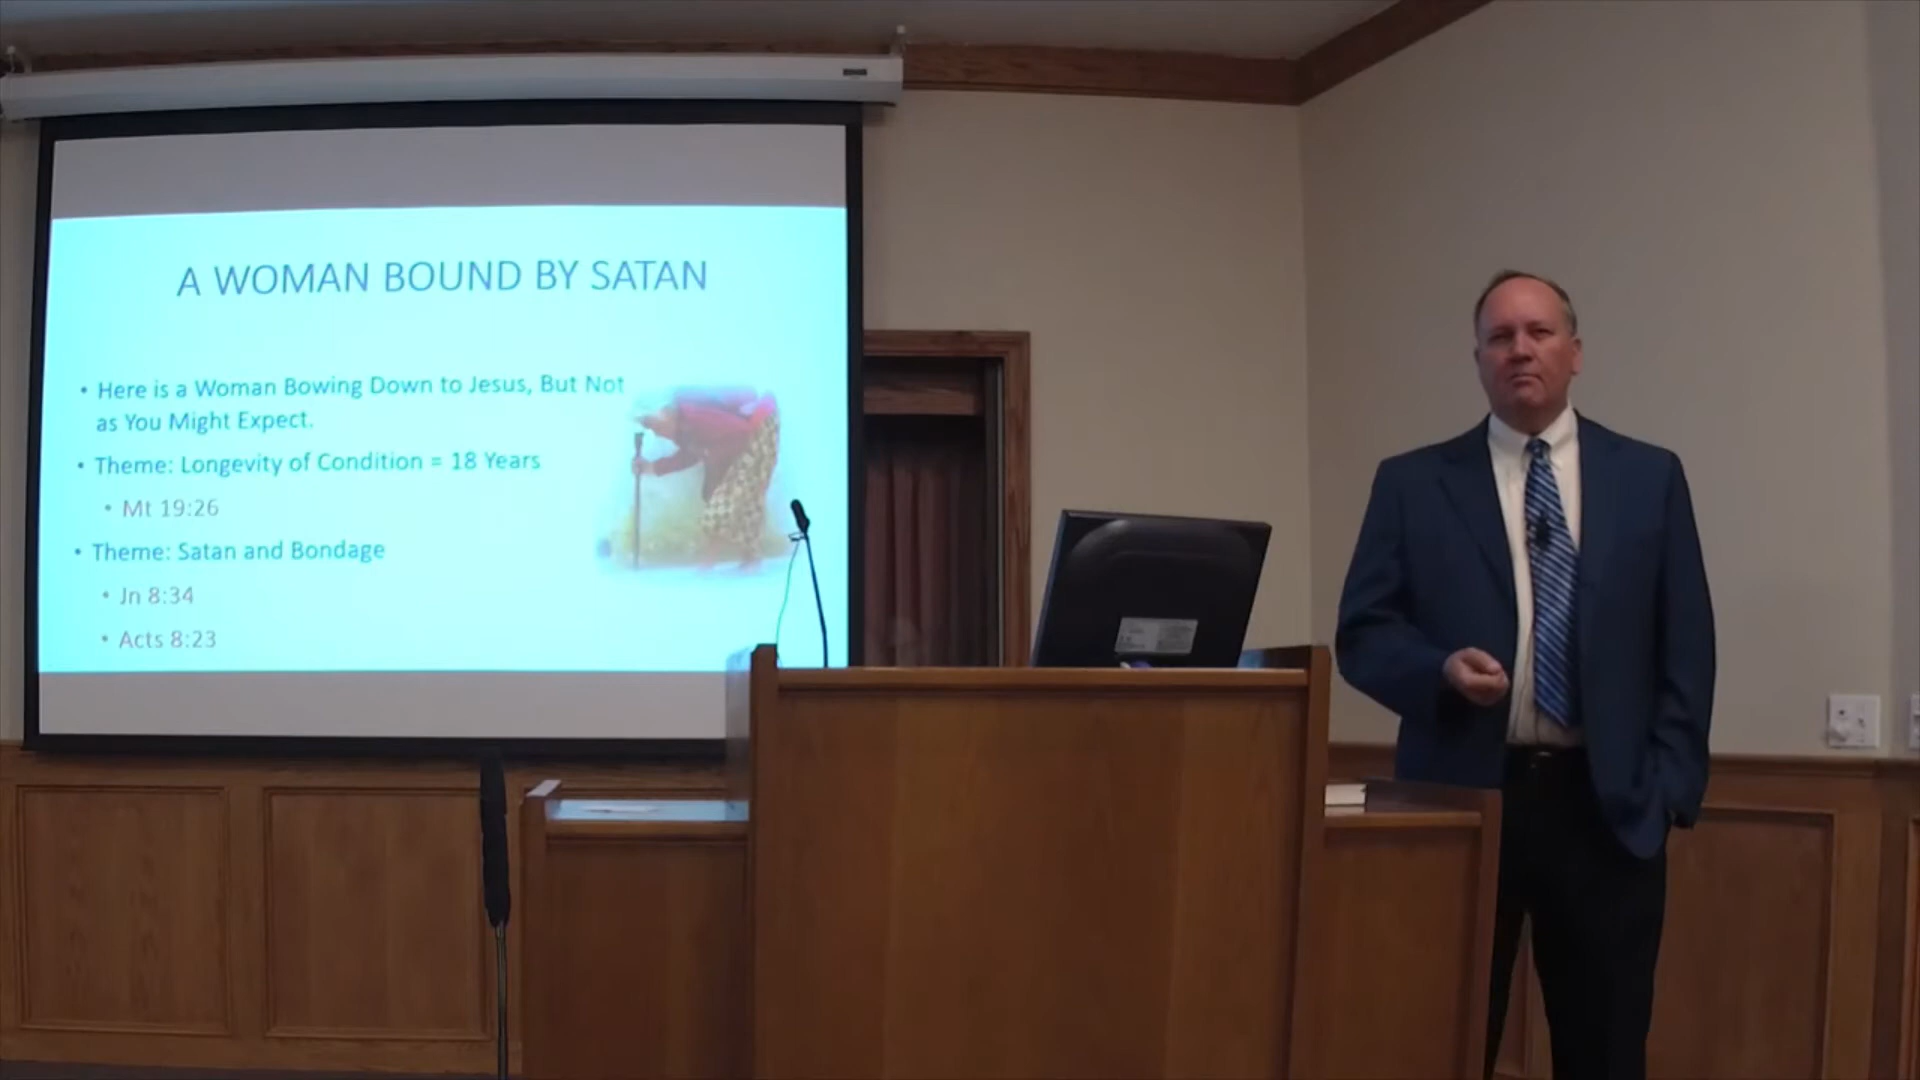 A WOMAN BOUND BY SATAN
• Here is a Woman Bowing Down to Jesus, But Not
as You Might Expect.
• Theme: Longevity of Condition = 18 Years
• Mt 19:26
• Theme: Satan and Bondage
• Jn 8:34
• Acts 8:23